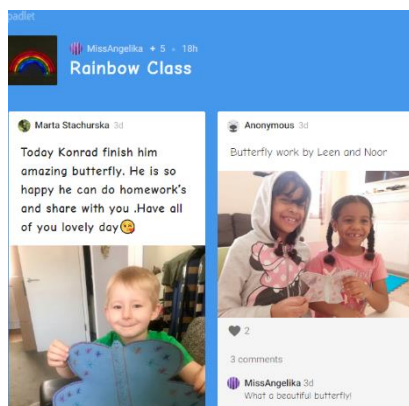 padlet
MissAngelika + 5 • 18h
Rainbow Class
Marta Stachurska 3d
Today Konrad finish him
amazing butterfly. He is so
happy he can do homework's
and share with you .Have all
of you lovely day😋
Anonymous 3d
Butterfly work by Leen and Noor
2
3 comments
MissAngelika 3d
What a beautiful butterfly!